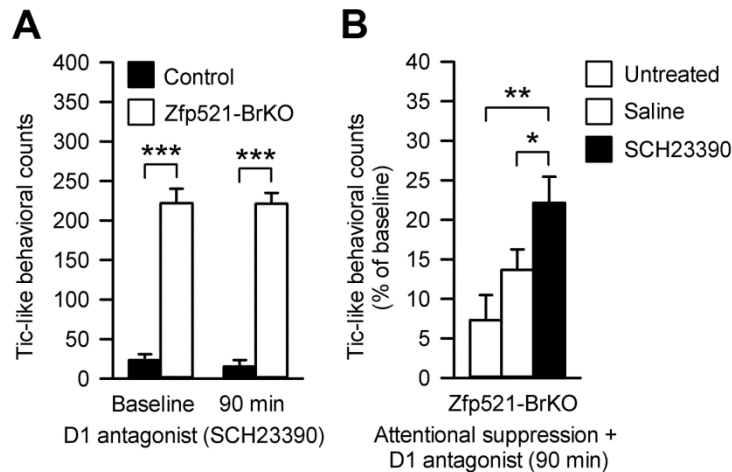 A
Tic-like behavioral counts
400
350
300
250
200
150
100
50
0
Control
Zfp521-BrKO
***
***
Baseline
90 min
D1 antagonist (SCH23390)
B
Tic-like behavioral counts
(% of baseline)
40
35
30
25
20
15
10
5
0
**
*
Untreated
Saline
SCH23390
Zfp521-BrKO
Attentional suppression +
D1 antagonist (90 min)